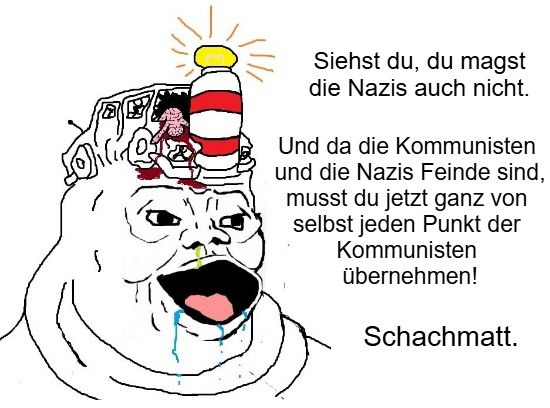 Siehst du, du magst
die Nazis auch nicht.
Und da die Kommunisten
und die Nazis Feinde sind,
musst du jetzt ganz von
selbst jeden Punkt der
Kommunisten
übernehmen!
Schachmatt.